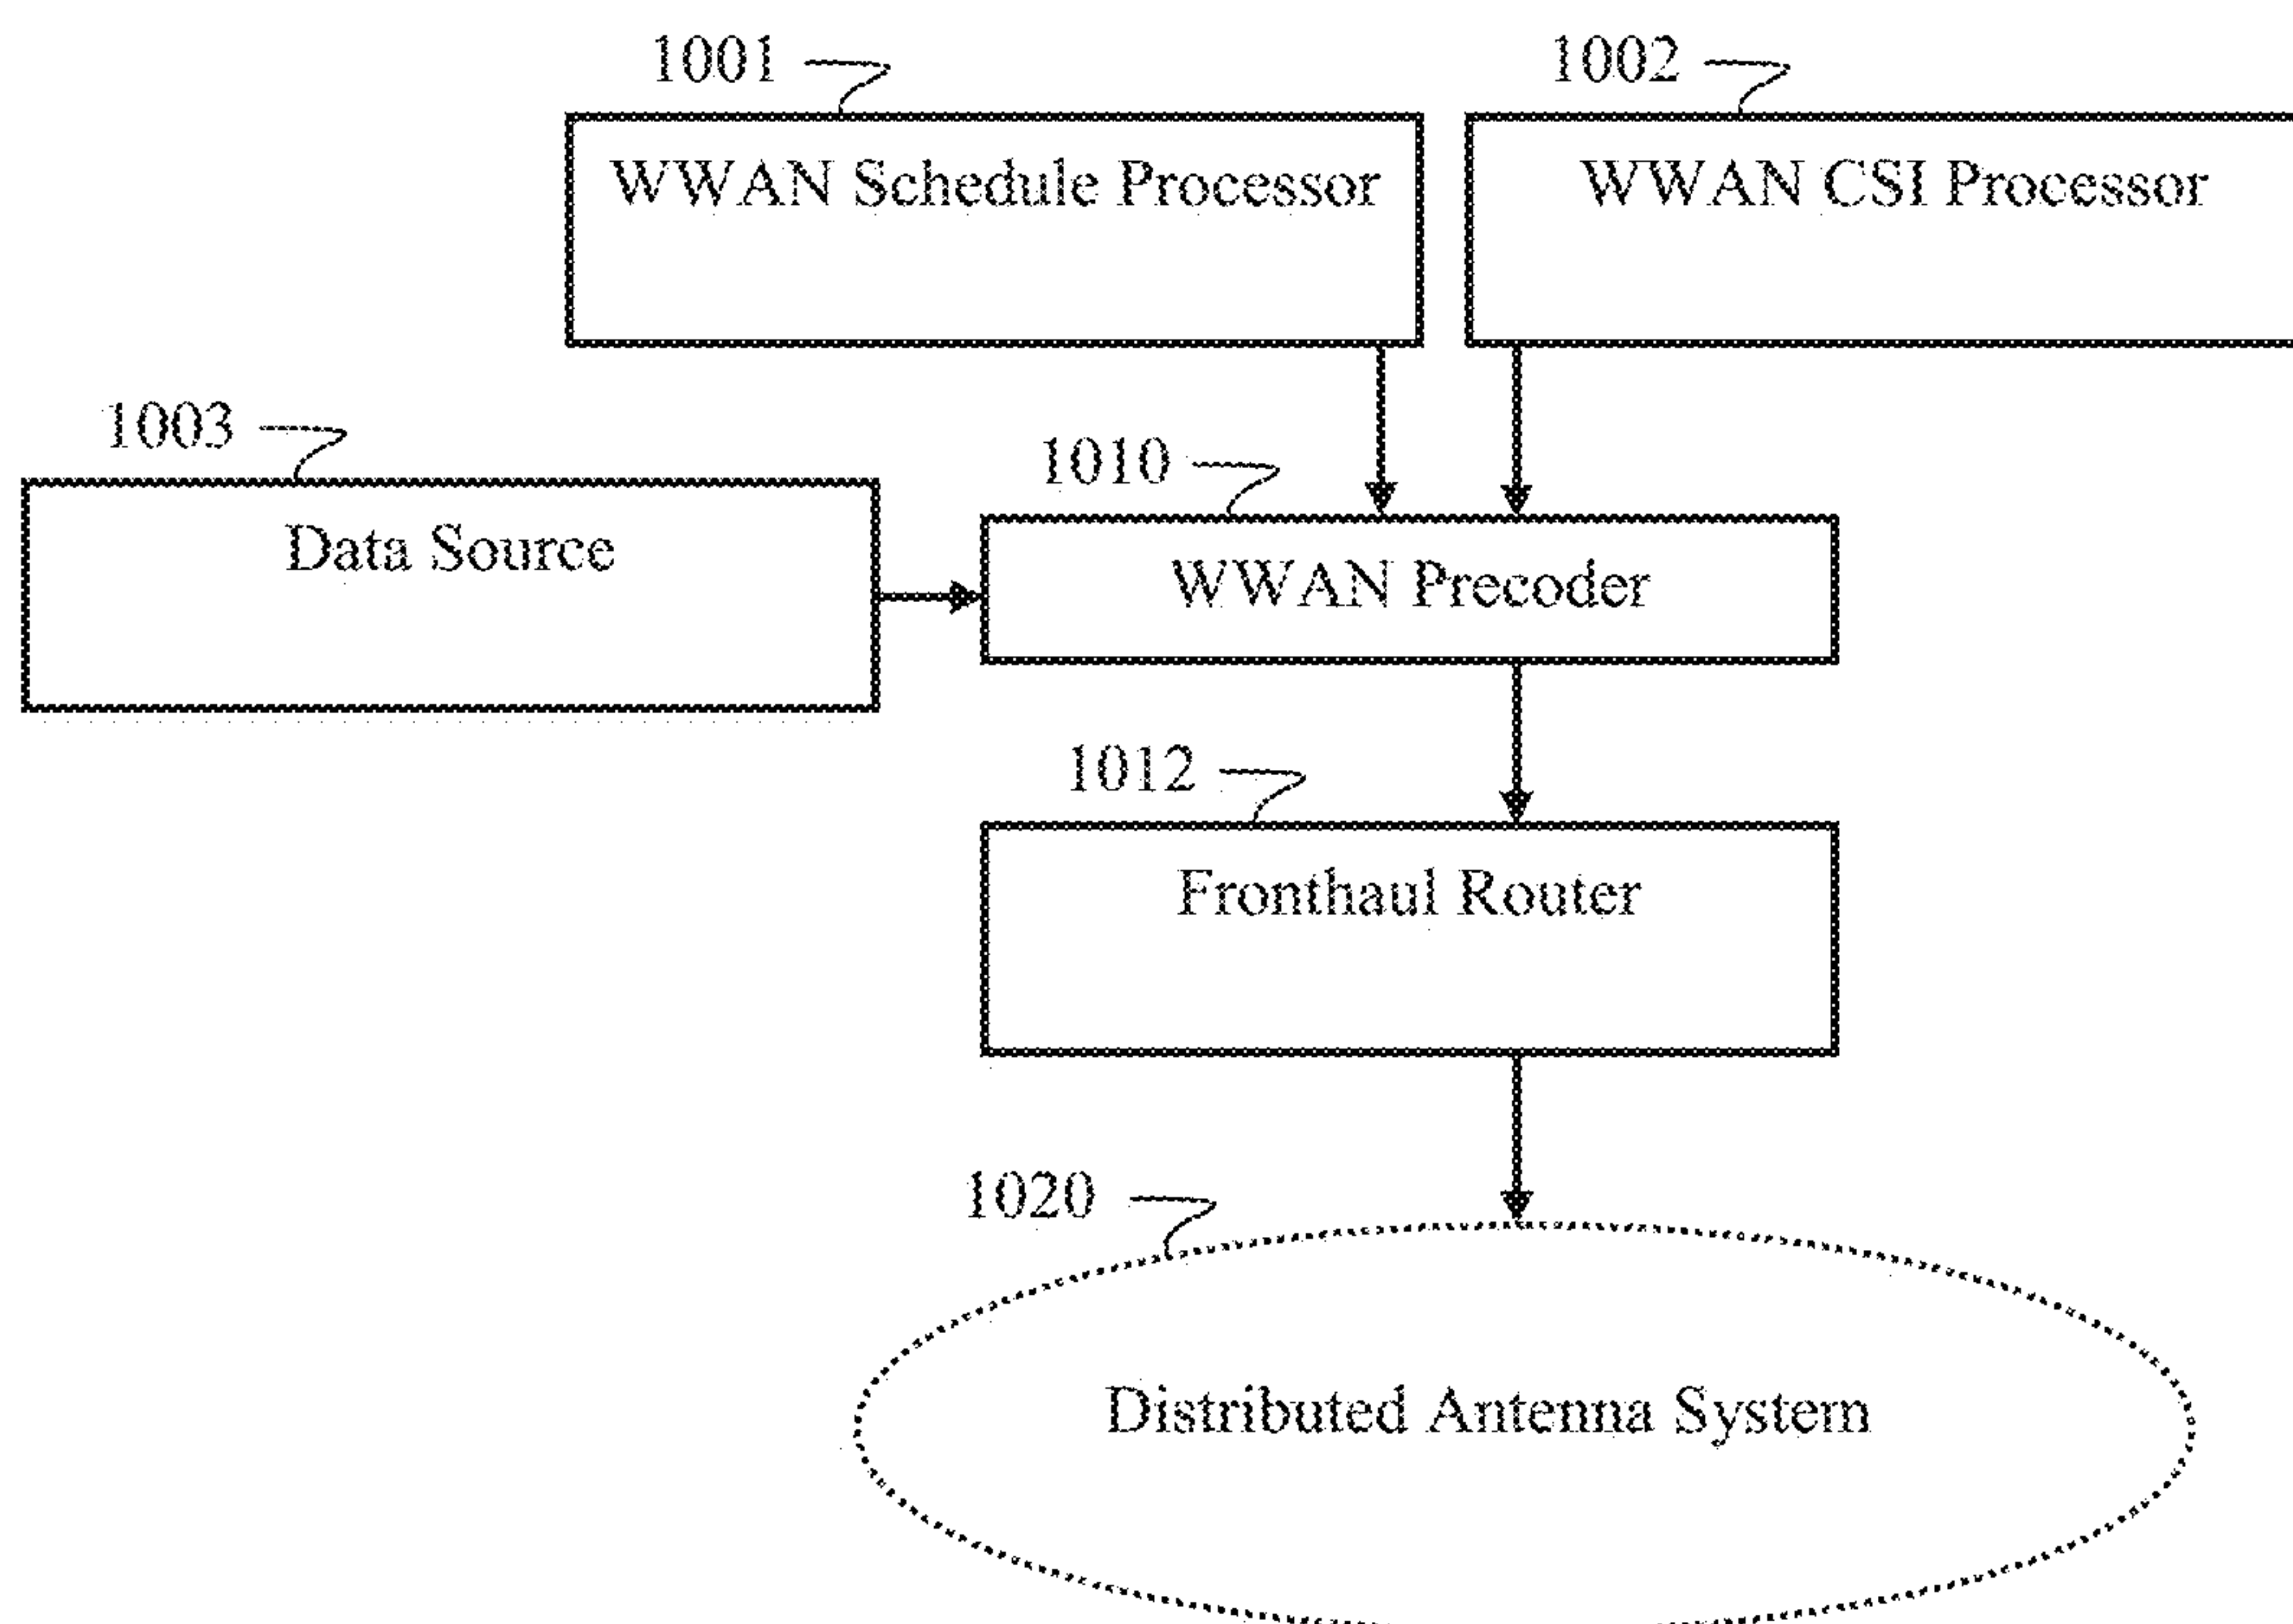 1001
1002
WWAN Schedule Processor
WWAN CSI Processor
1003
1010
Data Source
WWAN Precoder
1012
Fronthaul Router
1020
Distributed Antenna System